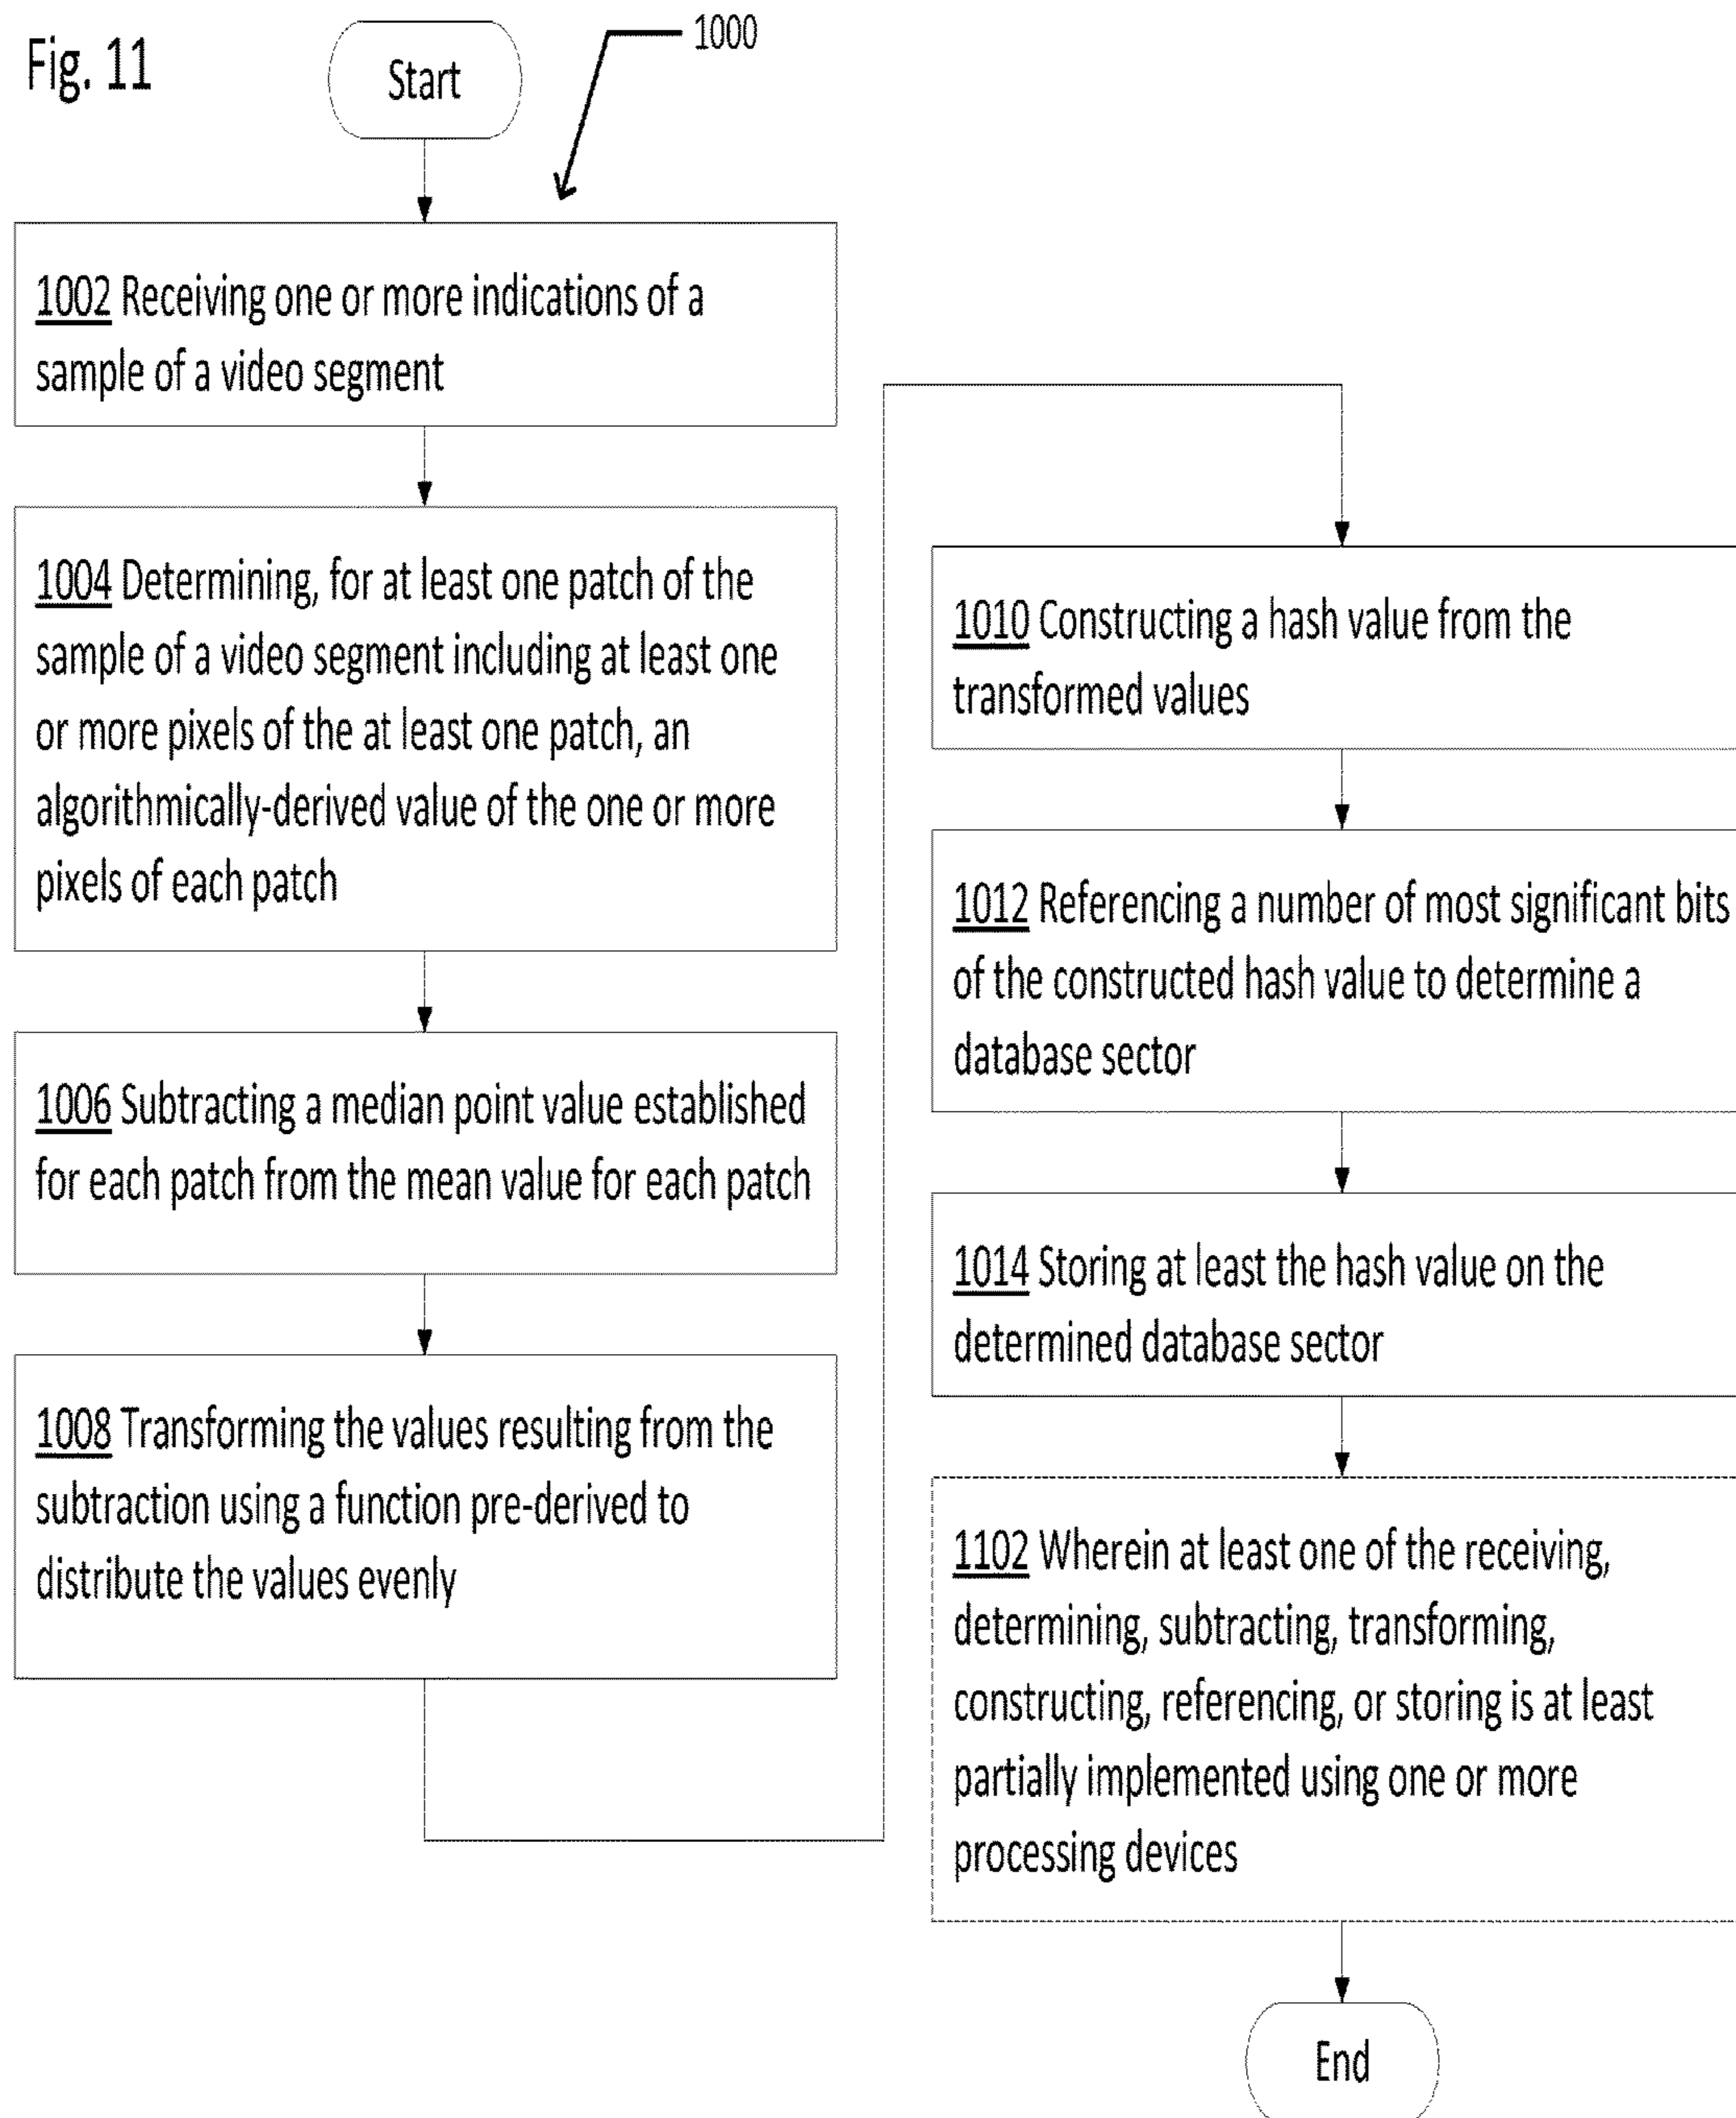 Fig. 11
Start
1000
1002 Receiving one or more indications of a
sample of a video segment
1004 Determining, for at least one patch of the
sample of a video segment including at least one
or more pixels of the at least one patch, an
algorithmically-derived value of the one or more
pixels of each patch
1006 Subtracting a median point value established
for each patch from the mean value for each patch
1008 Transforming the values resulting from the
subtraction using a function pre-derived to
distribute the values evenly
1010 Constructing a hash value from the
transformed values
1012 Referencing a number of most significant bits
of the constructed hash value to determine a
database sector
1014 Storing at least the hash value on the
determined database sector
1102 Wherein at least one of the receiving,
determining, subtracting, transforming,
constructing, referencing, or storing is at least
partially implemented using one or more
processing devices
End